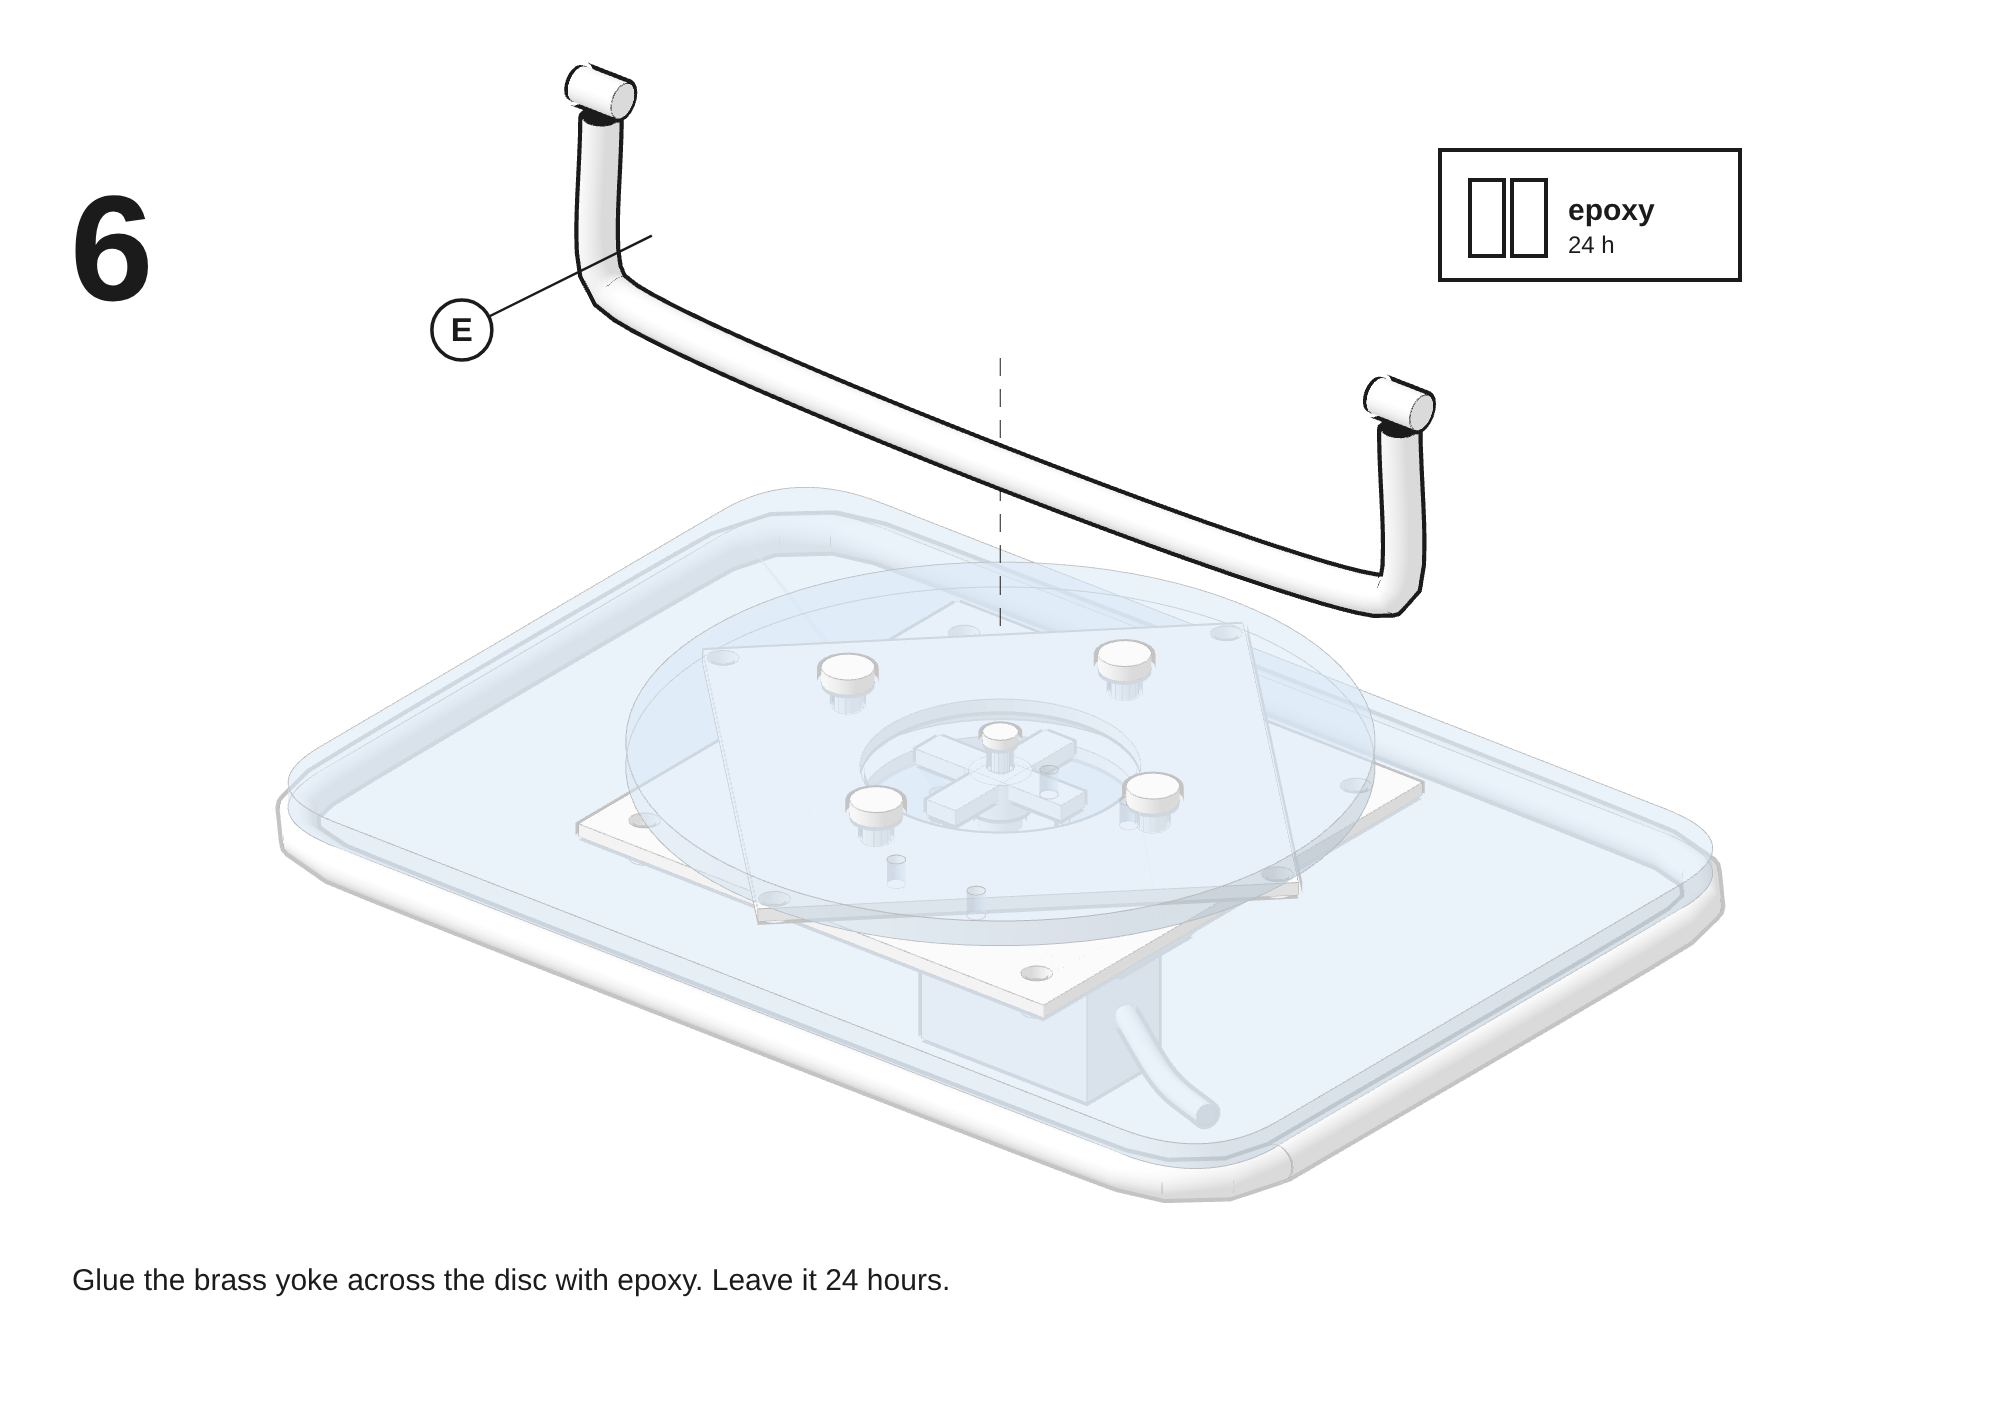 6
E
epoxy
24 h
Glue the brass yoke across the disc with epoxy. Leave it 24 hours.